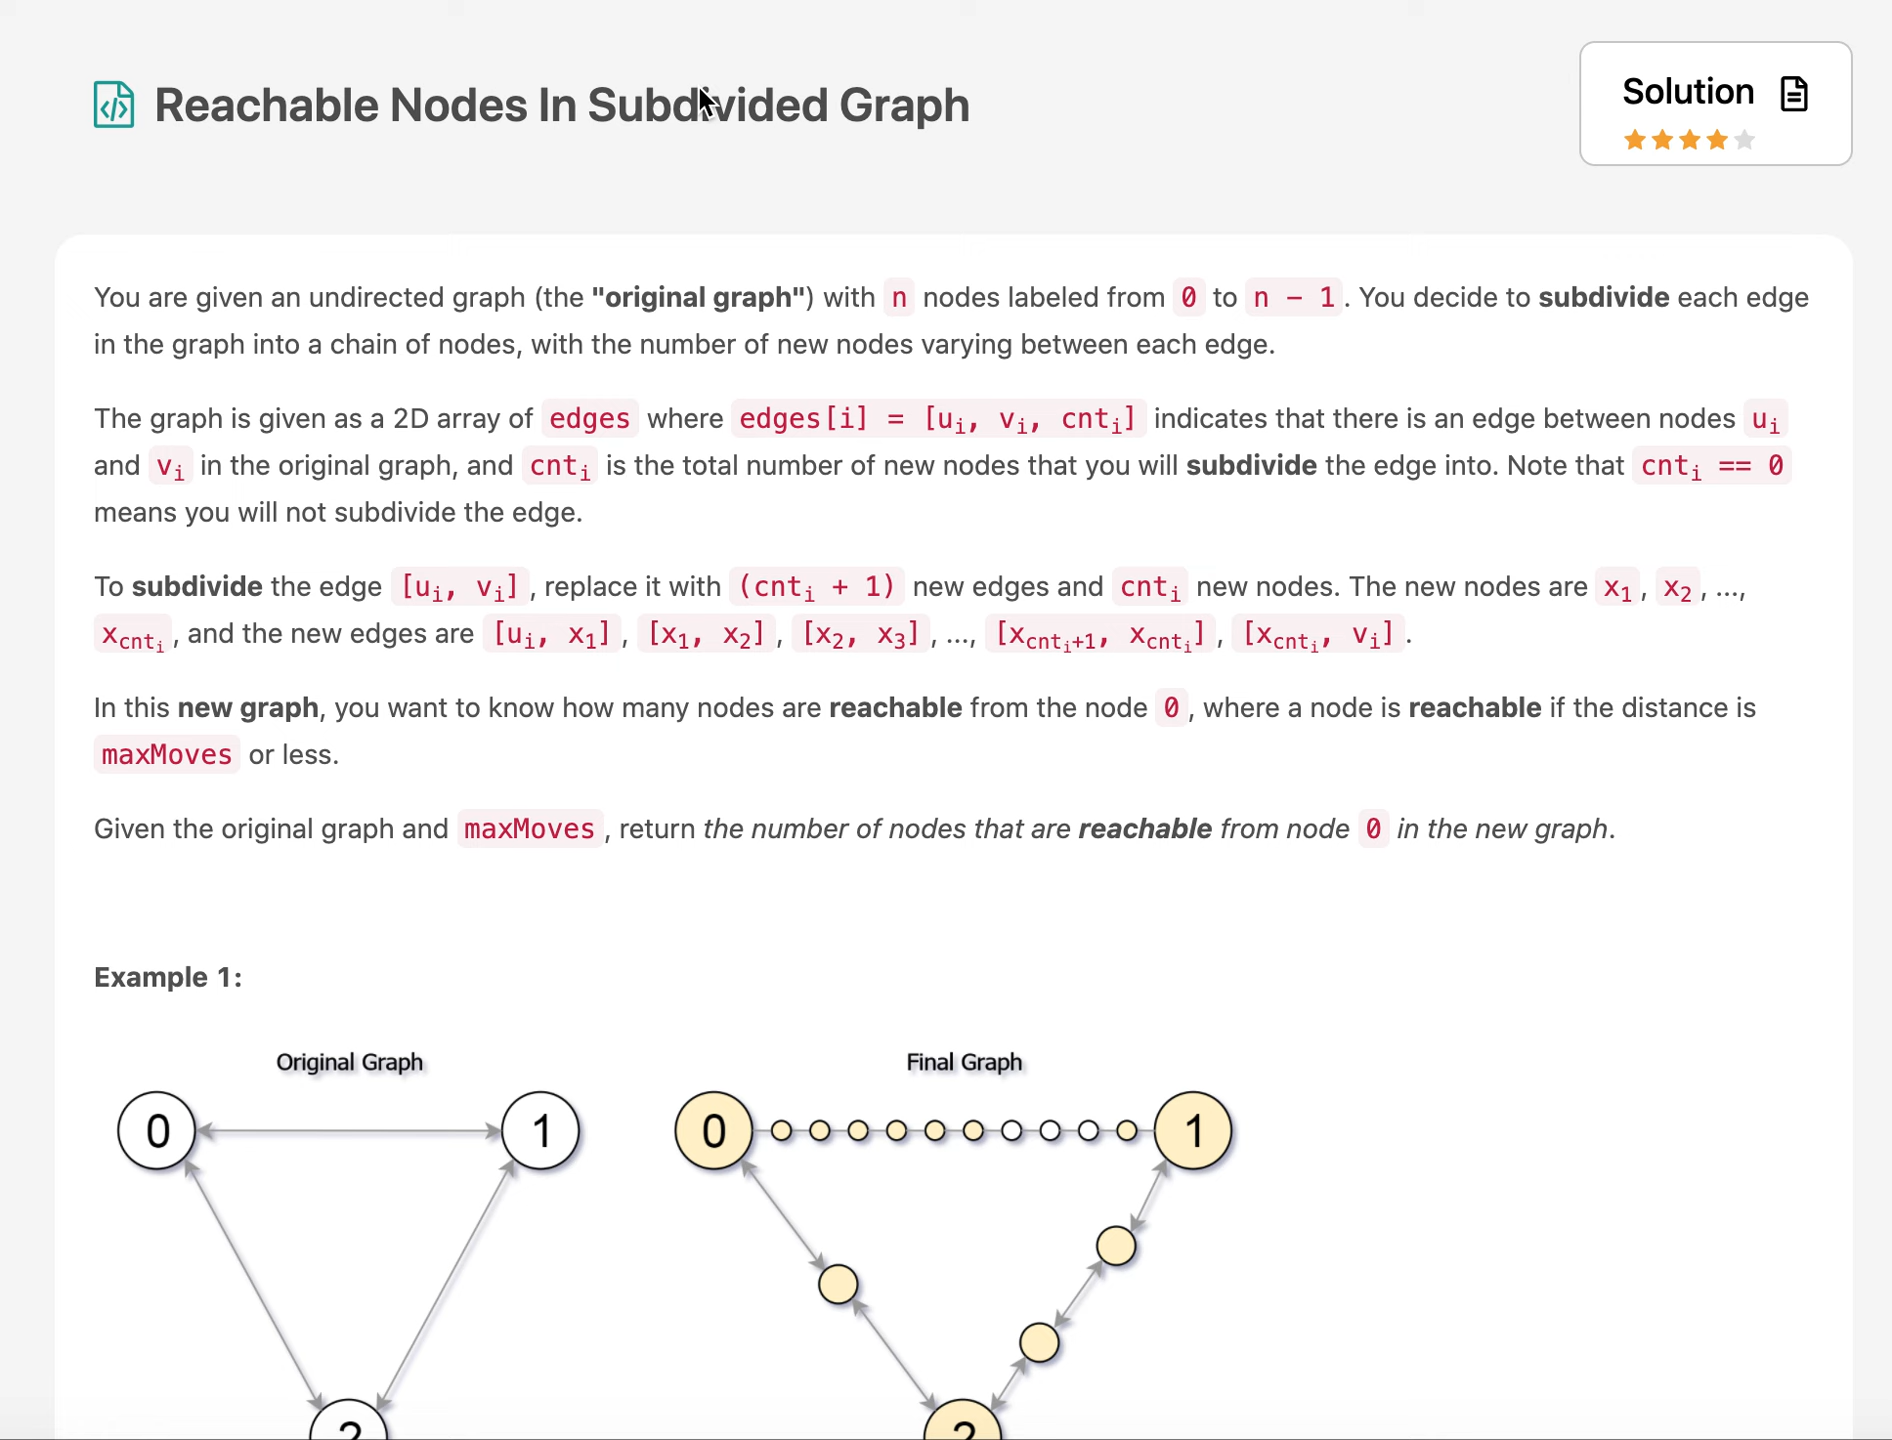 Reachable Nodes In Subdivided Graph
Solution
You are given an undirected graph (the "original graph") with n nodes labeled from 0 to n - 1. You decide to subdivide each edge
in the graph into a chain of nodes, with the number of new nodes varying between each edge.
The graph is given as a 2D array of edges where edges[i] = [uᵢ, vᵢ, cntᵢ] indicates that there is an edge between nodes uᵢ
and vᵢ in the original graph, and cntᵢ is the total number of new nodes that you will subdivide the edge into. Note that cntᵢ == 0
means you will not subdivide the edge.
To subdivide the edge [uᵢ, vᵢ], replace it with (cntᵢ + 1) new edges and cntᵢ new nodes. The new nodes are x₁, x₂, ...,
x_cntᵢ, and the new edges are [uᵢ, x₁], [x₁, x₂], [x₂, x₃], ..., [x_cntᵢ+1, x_cntᵢ], [x_cntᵢ, vᵢ].
In this new graph, you want to know how many nodes are reachable from the node 0, where a node is reachable if the distance is
maxMoves or less.
Given the original graph and maxMoves, return the number of nodes that are reachable from node 0 in the new graph.
Example 1:
Original Graph
Final Graph
0 1 0 1
2 2